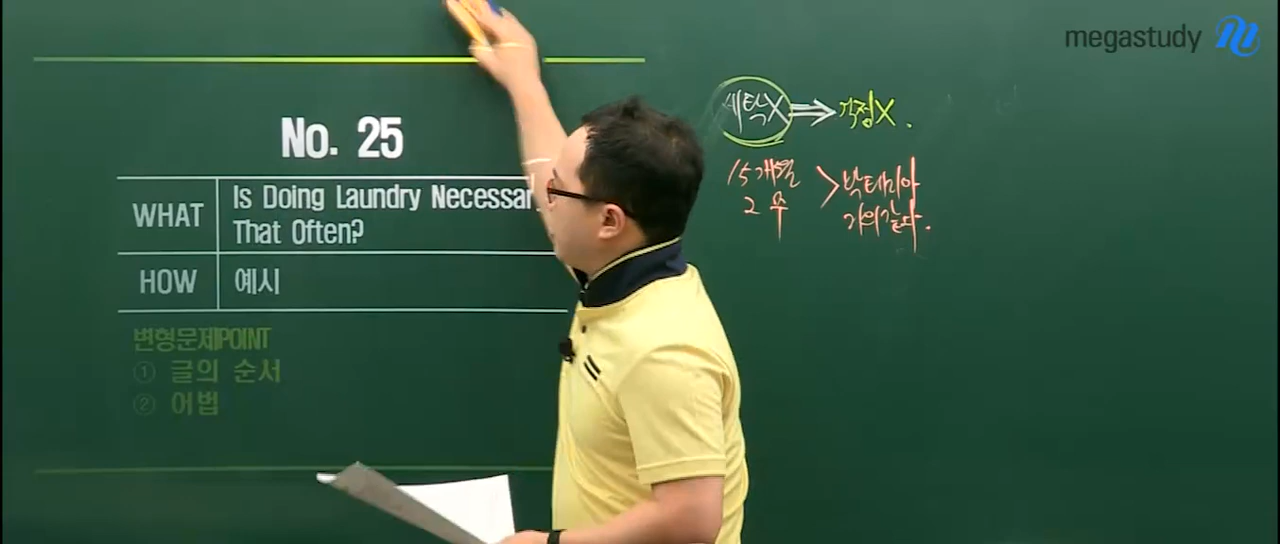 megastudy
No. 25
WHAT
Is Doing Laundry Necessar
That Often?
HOW
예시
변형문제POINT
① 글의 순서
② 어법
세탁X ⇒ 걱정X.
15개월
2주
> 박테리아
거의같다.